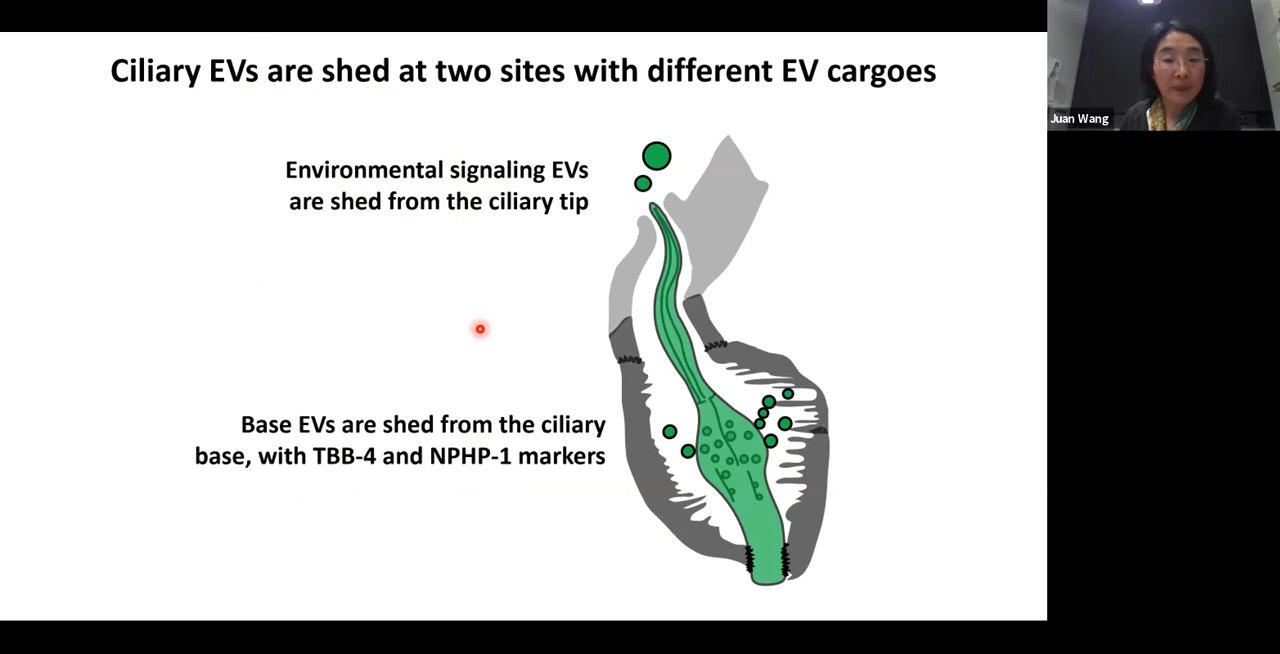 Ciliary EVs are shed at two sites with different EV cargoes
Environmental signaling EVs
are shed from the ciliary tip
Base EVs are shed from the ciliary
base, with TBB-4 and NPHP-1 markers
Juan Wang